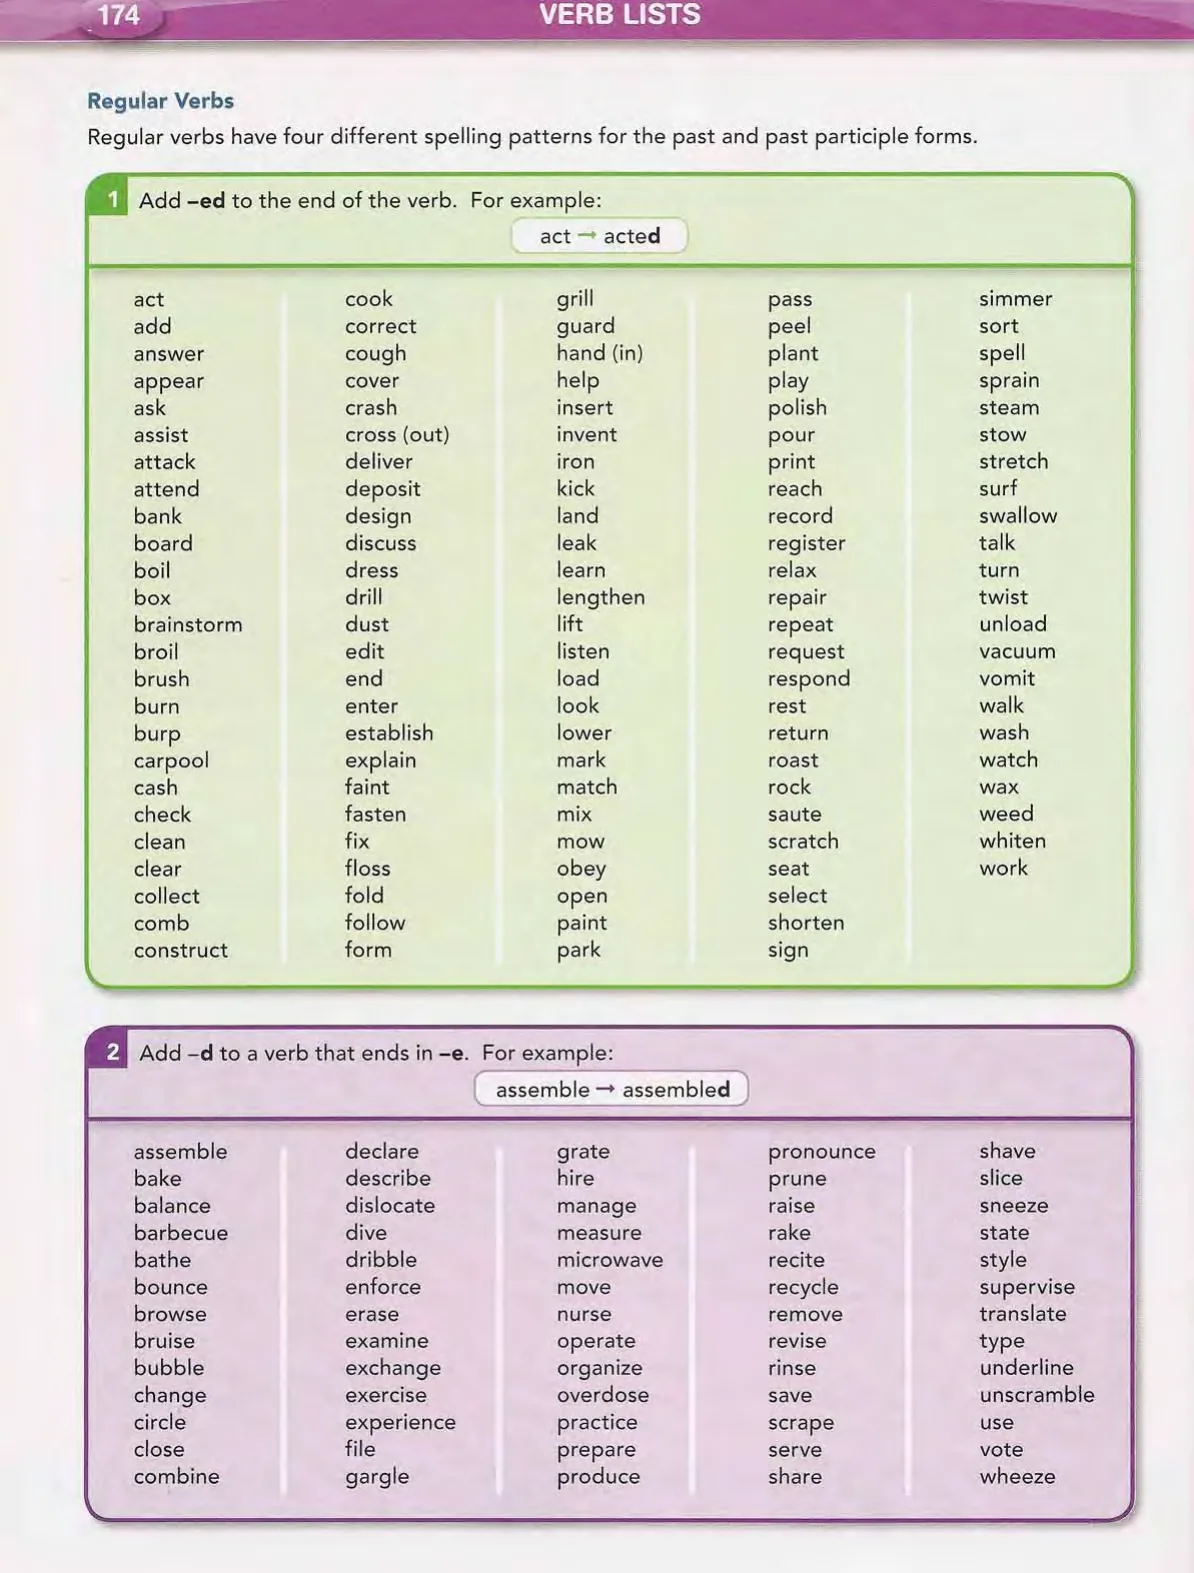 174
VERB LISTS
Regular Verbs
Regular verbs have four different spelling patterns for the past and past participle forms.
1 Add –ed to the end of the verb. For example:
act → acted
act
add
answer
appear
ask
assist
attack
attend
bank
board
boil
box
brainstorm
broil
brush
burn
burp
carpool
cash
check
clean
clear
collect
comb
construct
cook
correct
cough
cover
crash
cross (out)
deliver
deposit
design
discuss
dress
drill
dust
edit
end
enter
establish
explain
faint
fasten
fix
floss
fold
follow
form
grill
guard
hand (in)
help
insert
invent
iron
kick
land
leak
learn
lengthen
lift
listen
load
look
lower
mark
match
mix
mow
obey
open
paint
park
pass
peel
plant
play
polish
pour
print
reach
record
register
relax
repair
repeat
request
respond
rest
return
roast
rock
saute
scratch
seat
select
shorten
sign
simmer
sort
spell
sprain
steam
stow
stretch
surf
swallow
talk
turn
twist
unload
vacuum
vomit
walk
wash
watch
wax
weed
whiten
work
2 Add –d to a verb that ends in –e. For example:
assemble → assembled
assemble
bake
balance
barbecue
bathe
bounce
browse
bruise
bubble
change
circle
close
combine
declare
describe
dislocate
dive
dribble
enforce
erase
examine
exchange
exercise
experience
file
gargle
grate
hire
manage
measure
microwave
move
nurse
operate
organize
overdose
practice
prepare
produce
pronounce
prune
raise
rake
recite
recycle
remove
revise
rinse
save
scrape
serve
share
shave
slice
sneeze
state
style
supervise
translate
type
underline
unscramble
use
vote
wheeze